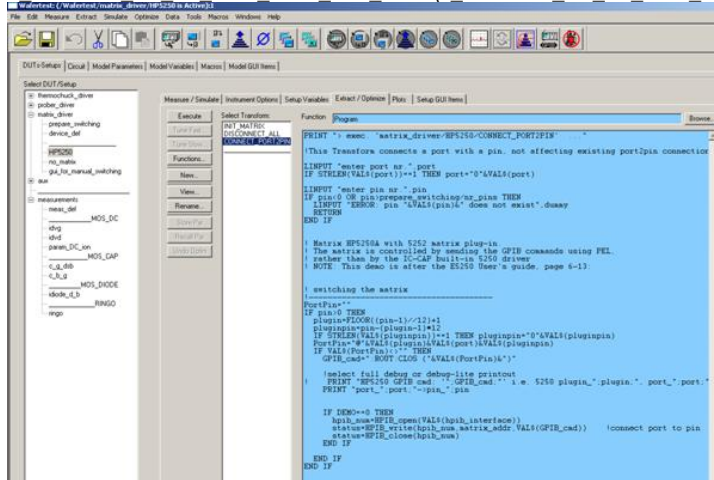 Wafertest: (/Wafertest/matrix_driver/HP5250 is Active):3
File Edit Measure Extract Simulate Optimize Data Tools Macros Windows Help
DUTs-Setups Circuit Model Parameters Model Variables Macros Model GUI Items
Select DUT/Setup
thermochuck_driver
prober_driver
matrix_driver
prepare_switching
device_def
HP5250
no_matrix
gui_for_manual_switching
aux
measurements
meas_def
MOS_DC
idvg
idvd
param_DC_ion
MOS_CAP
c_g_dsb
c_b_g
MOS_DIODE
idiode_d_b
RINGO
ringo
Measure / Simulate Instrument Options Setup Variables Extract / Optimize Plots Setup GUI Items
Execute
Tune Fast...
Tune Slow...
Functions...
New...
View...
Rename...
Store Par
Recall Par
Undo Optim
Select Transform:
INIT_MATRIX
DISCONNECT_ALL
CONNECT_PORT2PIN
Function Program Browse...
PRINT "> exec. 'matrix_driver/HP5250/CONNECT_PORT2PIN' "
!This Transform connects a port with a pin, not affecting existing port2pin connection
LINPUT "enter port nr.",port
IF STRLEN(VAL$(port))==1 THEN port="0"&VAL$(port)
LINPUT "enter pin nr.",pin
IF pin<0 OR pin>prepare_switching/nr_pins THEN
LINPUT "ERROR: pin "&VAL$(pin)&" does not exist",dummy
RETURN
END IF
! Matrix HP5250A with 5252 matrix plug-in
! The matrix is controlled by sending the GPIB commands using PEL,
! rather than by the IC-CAP built-in 5250 driver
! NOTE: This demo is after the E5250 User's guide, page 6-13:
! switching the matrix
!----------------------------------------
PortPin=""
IF pin>0 THEN
plugin=FLOOR((pin-1)//12)+1
pluginpin=pin-(plugin-1)*12
IF STRLEN(VAL$(pluginpin))==1 THEN pluginpin="0"&VAL$(pluginpin)
PortPin="@"&VAL$(plugin)&VAL$(port)&VAL$(pluginpin)
IF VAL$(PortPin)<>"" THEN
GPIB_cmd=":ROUT:CLOS ("&VAL$(PortPin)&")"
!select full debug or debug-lite printout
! PRINT "HP5250 GPIB cmd: '",GPIB_cmd,"' i.e. 5250 plugin_",plugin,", port_",port,"
PRINT "port_",port,"->pin_",pin
IF DEMO==0 THEN
hpib_num=HPIB_open(VAL$(hpib_interface))
status=HPIB_write(hpib_num,matrix_addr,VAL$(GPIB_cmd)) !connect port to pin
status=HPIB_close(hpib_num)
END IF
END IF
END IF